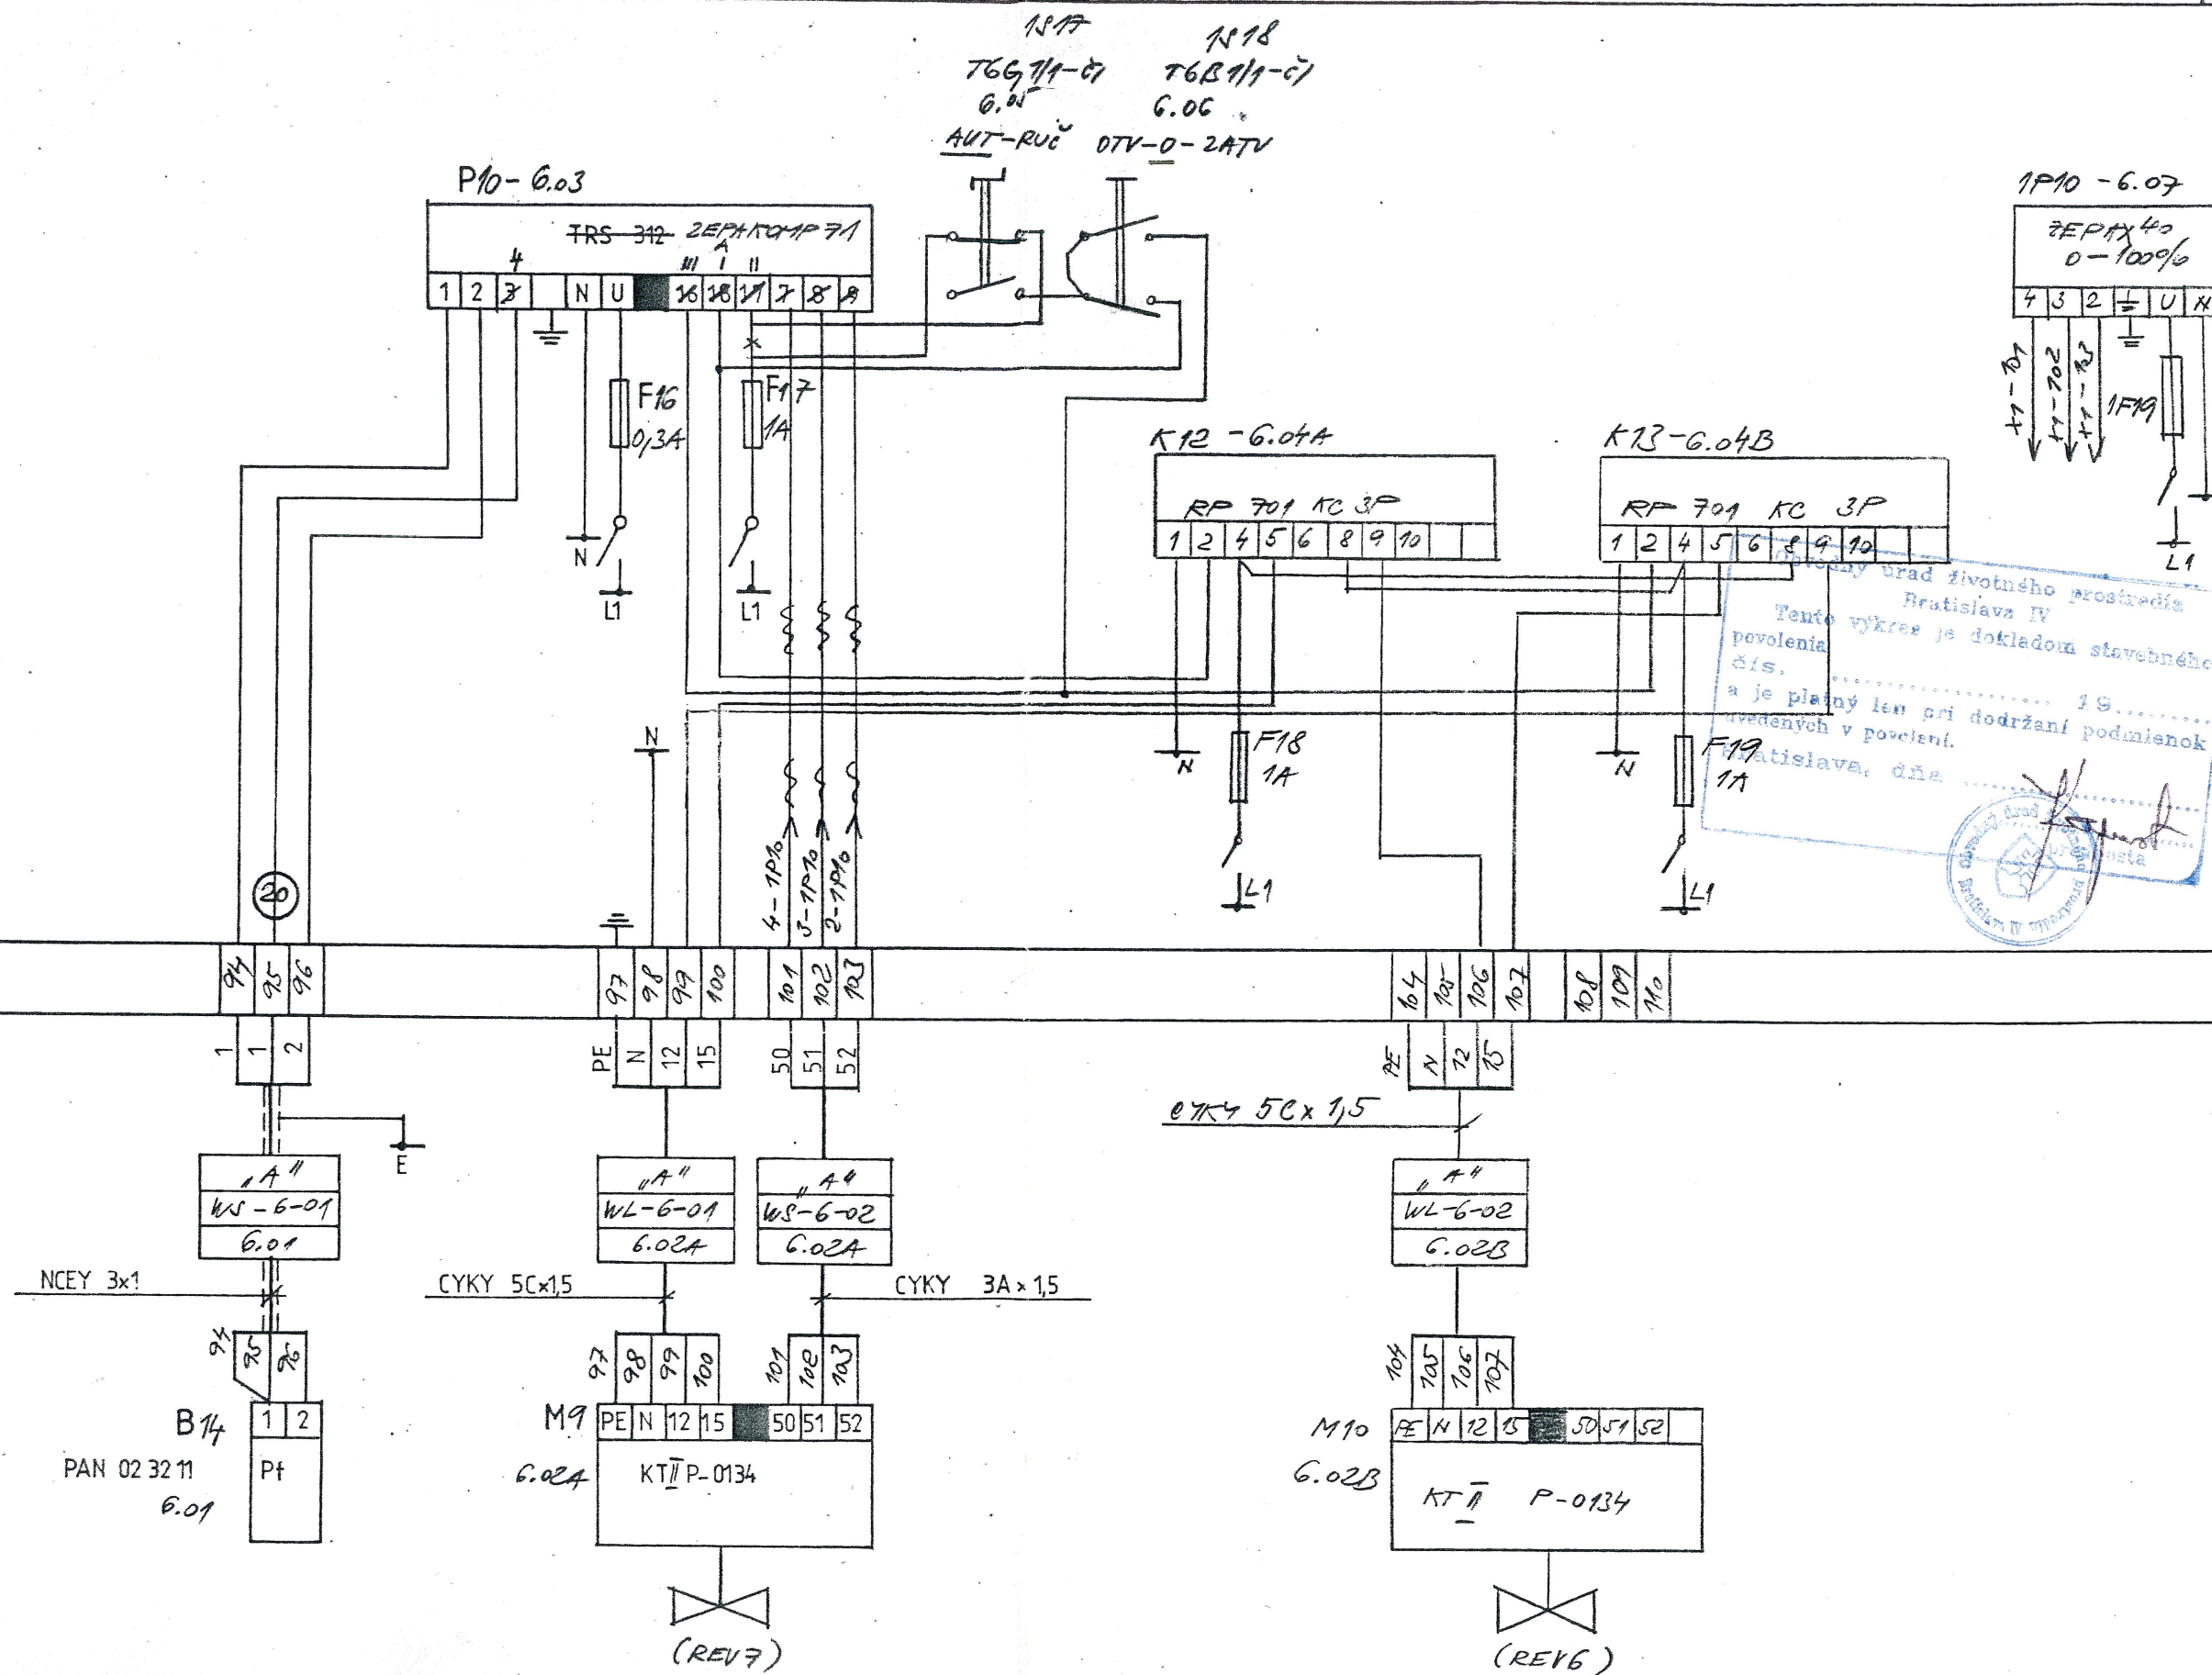 1S17
1S18
T6G 1/1-čl
T6B 1/1-čl
6.05
6.06
AUT-RUČ
OTV-0-ZATV
P10-6.03
TRS 312 ZEPAKOMP 71
A
4
III I II
1 2 3 N U 16 18 17 7 8 9
1P10-6.07
ZEPAX 40
0-100%
4 3 2 U N
X1-101
X1-102
X1-103
1F19
L1
F16
0,3A
F17
1A
N
L1
L1
K12-6.04A
RP 701 KC 3P
1 2 4 5 6 8 9 10
K13-6.04B
RP 701 KC 3P
1 2 4 5 6 8 9 10
Obvodný úrad životného prostredia
Bratislava IV
Tento výkres je dokladom stavebného
povolenia
čís. 19
a je platný len pri dodržaní podmienok
uvedených v povolení.
Bratislava, dňa
N
N
F18
1A
L1
N
F19
1A
L1
4-1P10
3-1P10
2-1P10
20
94 95 96
97 98 99 100
101 102 103
104 105 106 107
108 109 110
1 1 2
PE N 12 15
50 51 52
PE N 12 15
E
CYKY 5Cx1,5
„A"
WS-6-01
6.01
„A"
WL-6-01
6.02A
„A"
WS-6-02
6.02A
„A"
WL-6-02
6.02B
NCEY 3x1
CYKY 5Cx1,5
CYKY 3A x 1,5
94 95 96
97 98 99 100
101 102 103
104 105 106 107
B14
1 2
PAN 02 32 11
6.01
Pt
M9
PE N 12 15 50 51 52
6.02A
KT II P-0134
M10
PE N 12 15 50 51 52
6.02B
KT II P-0134
(REV7)
(REV6)